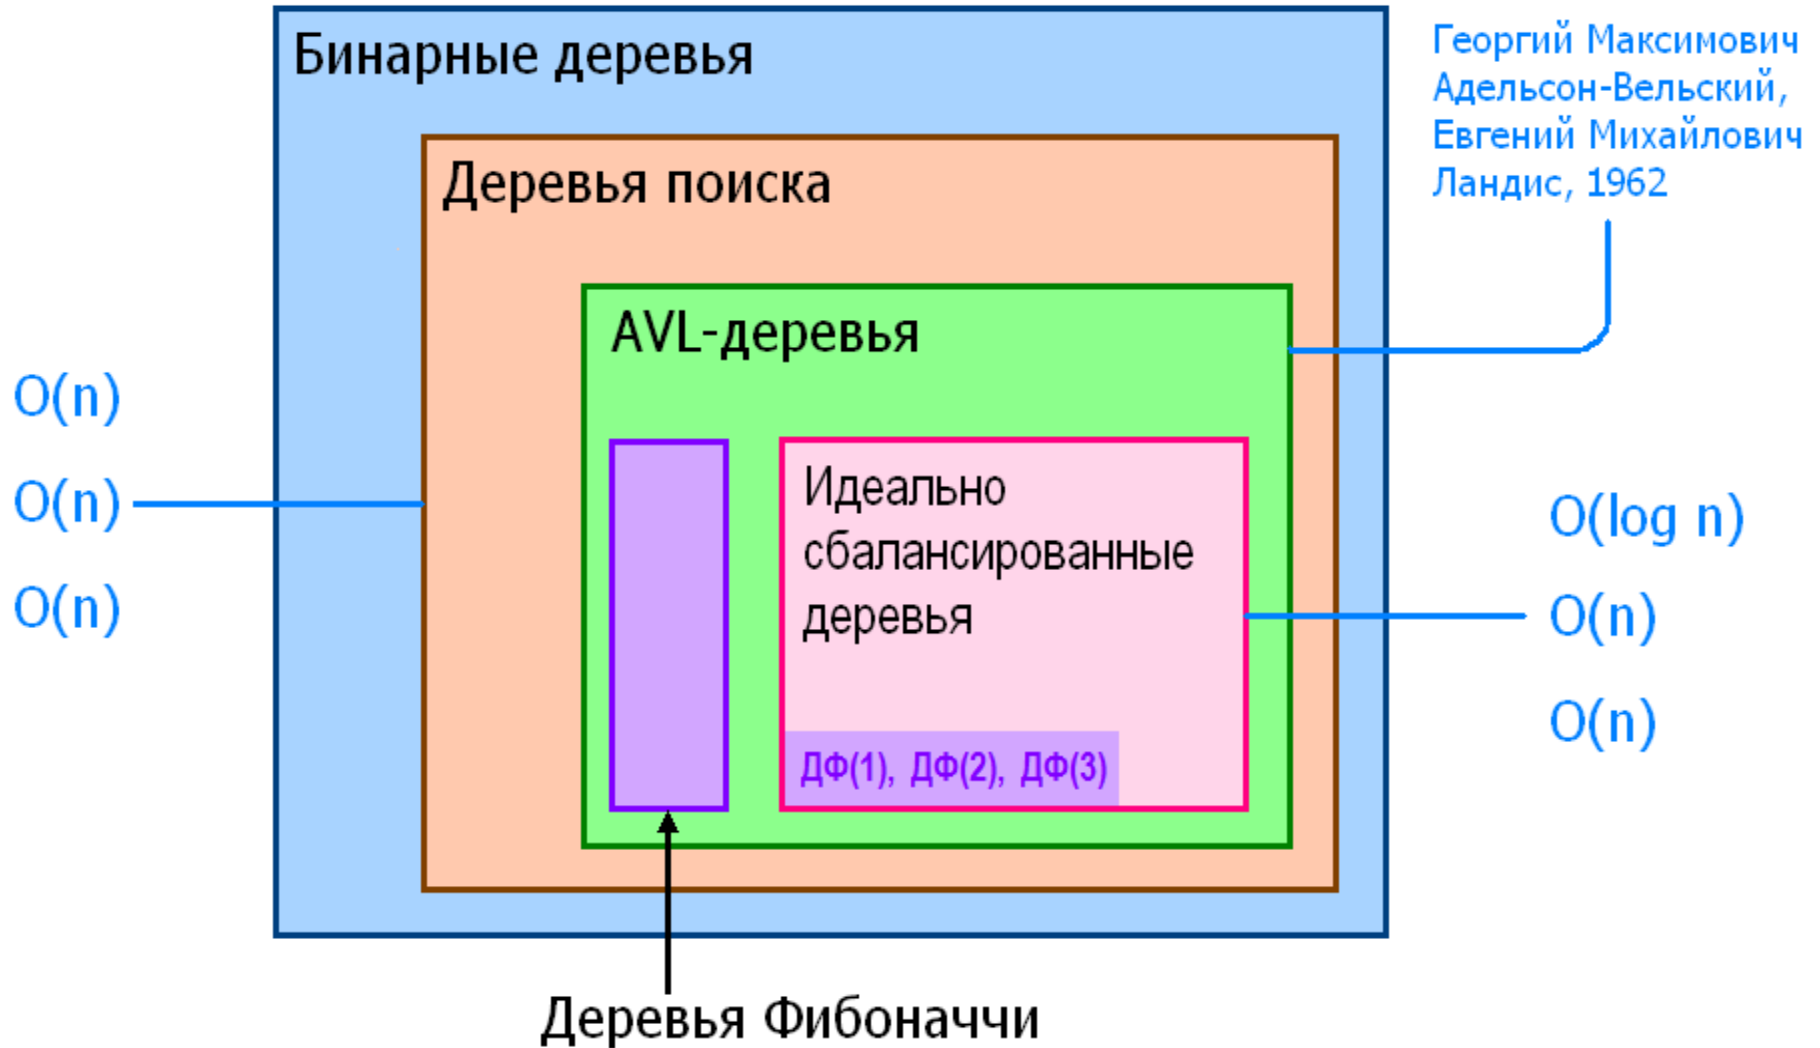 Бинарные деревья
Георгий Максимович
Адельсон-Вельский,
Евгений Михайлович
Ландис, 1962
Деревья поиска
AVL-деревья
O(n)
O(n)
O(n)
Идеально
сбалансированные
деревья
ДФ(1), ДФ(2), ДФ(3)
O(log n)
O(n)
O(n)
Деревья Фибоначчи